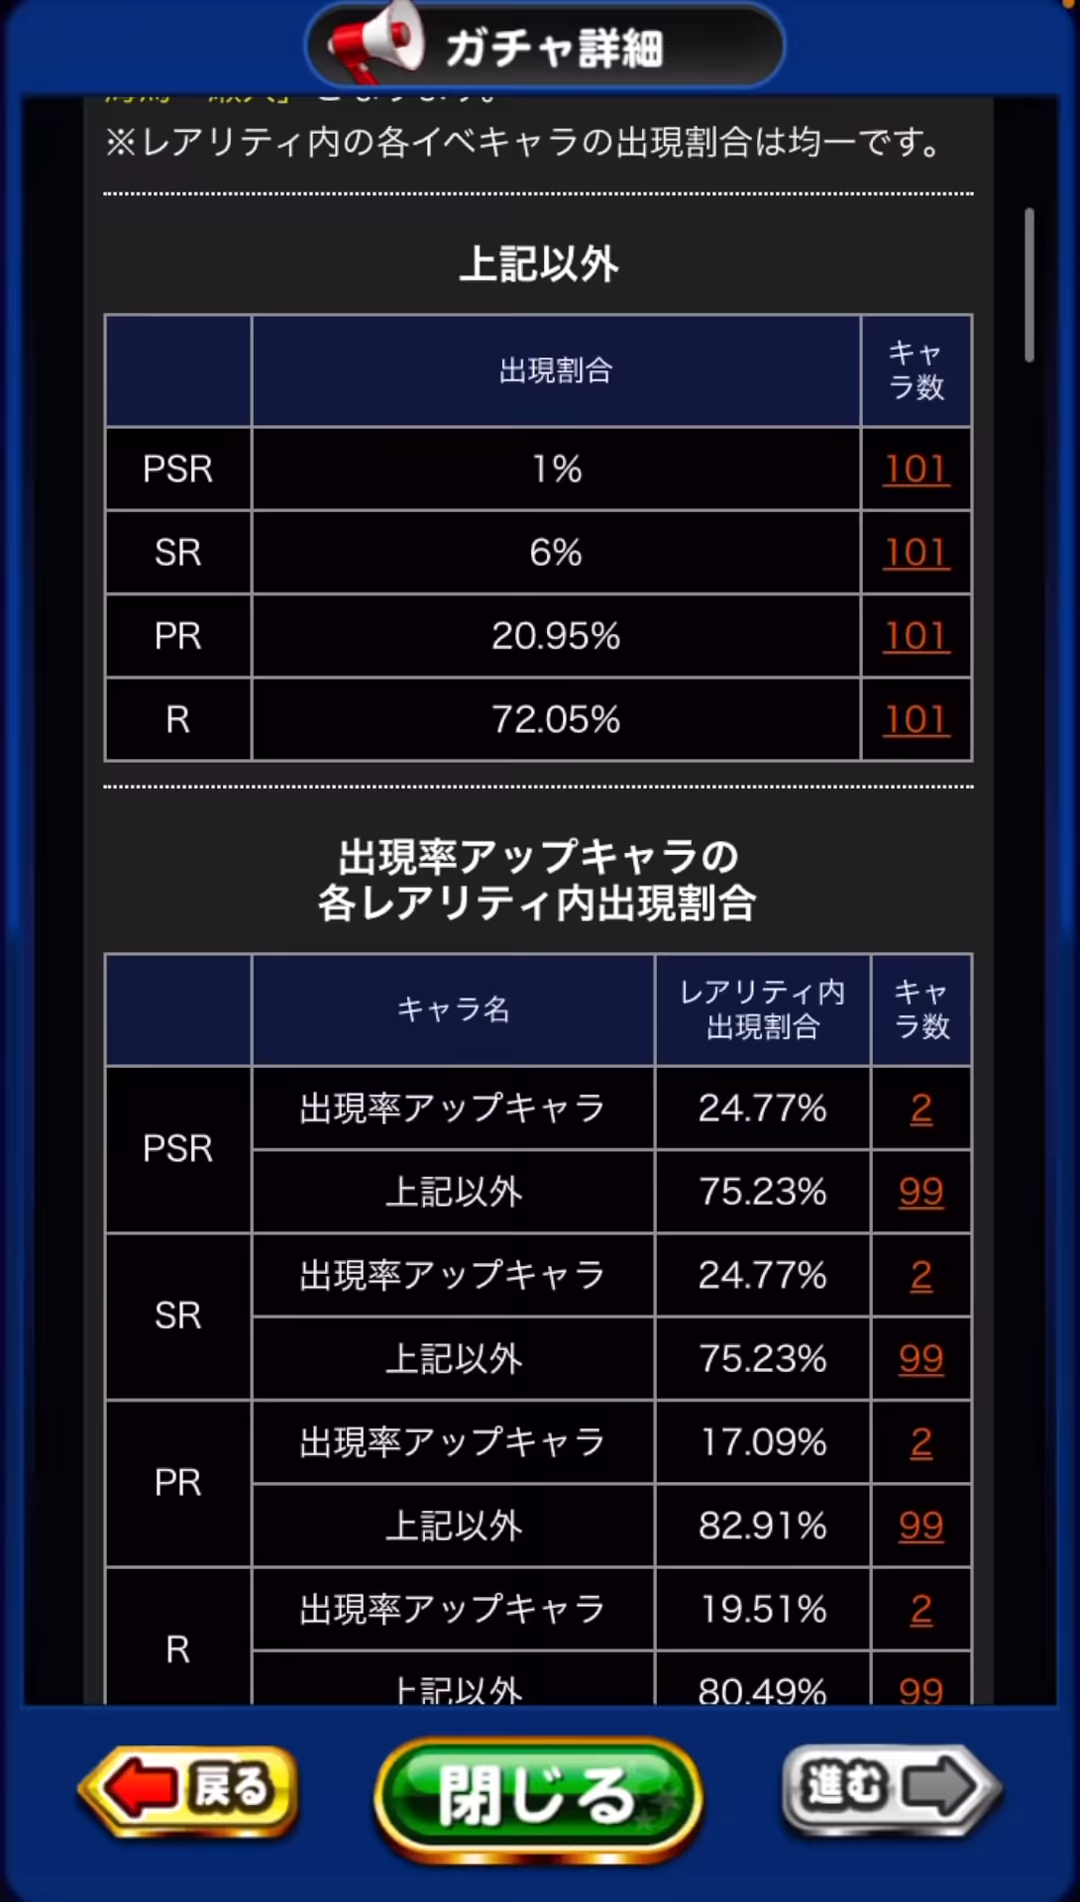 ガチャ詳細
※レアリティ内の各イベキャラの出現割合は均一です。
上記以外
出現割合 キャラ数
PSR 1% 101
SR 6% 101
PR 20.95% 101
R 72.05% 101
出現率アップキャラの
各レアリティ内出現割合
キャラ名 レアリティ内出現割合 キャラ数
PSR 出現率アップキャラ 24.77% 2
上記以外 75.23% 99
SR 出現率アップキャラ 24.77% 2
上記以外 75.23% 99
PR 出現率アップキャラ 17.09% 2
上記以外 82.91% 99
R 出現率アップキャラ 19.51% 2
上記以外 80.49% 99
戻る 閉じる 進む